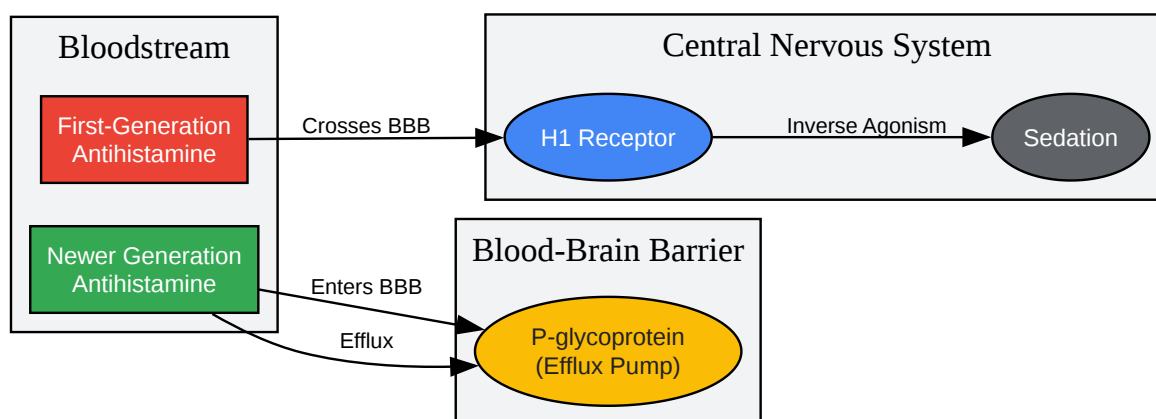 Bloodstream
Central Nervous System
First-Generation
Antihistamine
Crosses BBB
H1 Receptor
Inverse Agonism
Sedation
Newer Generation
Antihistamine
Enters BBB
Efflux
Blood-Brain Barrier
P-glycoprotein
(Efflux Pump)